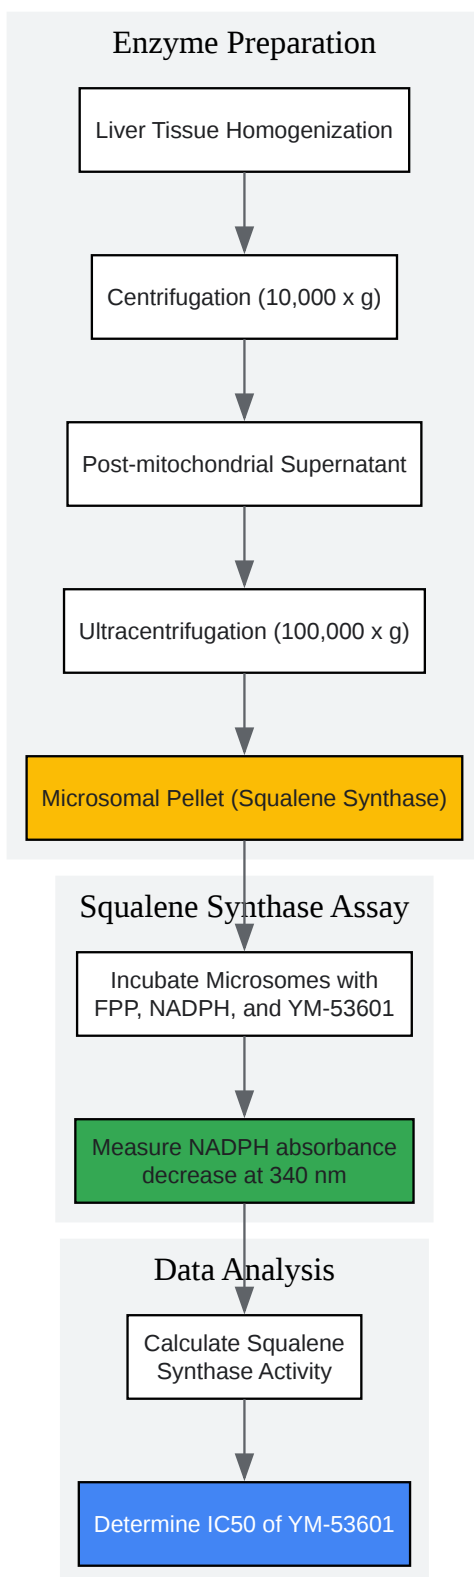 Enzyme Preparation
Liver Tissue Homogenization
Centrifugation (10,000 x g)
Post-mitochondrial Supernatant
Ultracentrifugation (100,000 x g)
Microsomal Pellet (Squalene Synthase)
Squalene Synthase Assay
Incubate Microsomes with
FPP, NADPH, and YM-53601
Measure NADPH absorbance
decrease at 340 nm
Data Analysis
Calculate Squalene
Synthase Activity
Determine IC50 of YM-53601